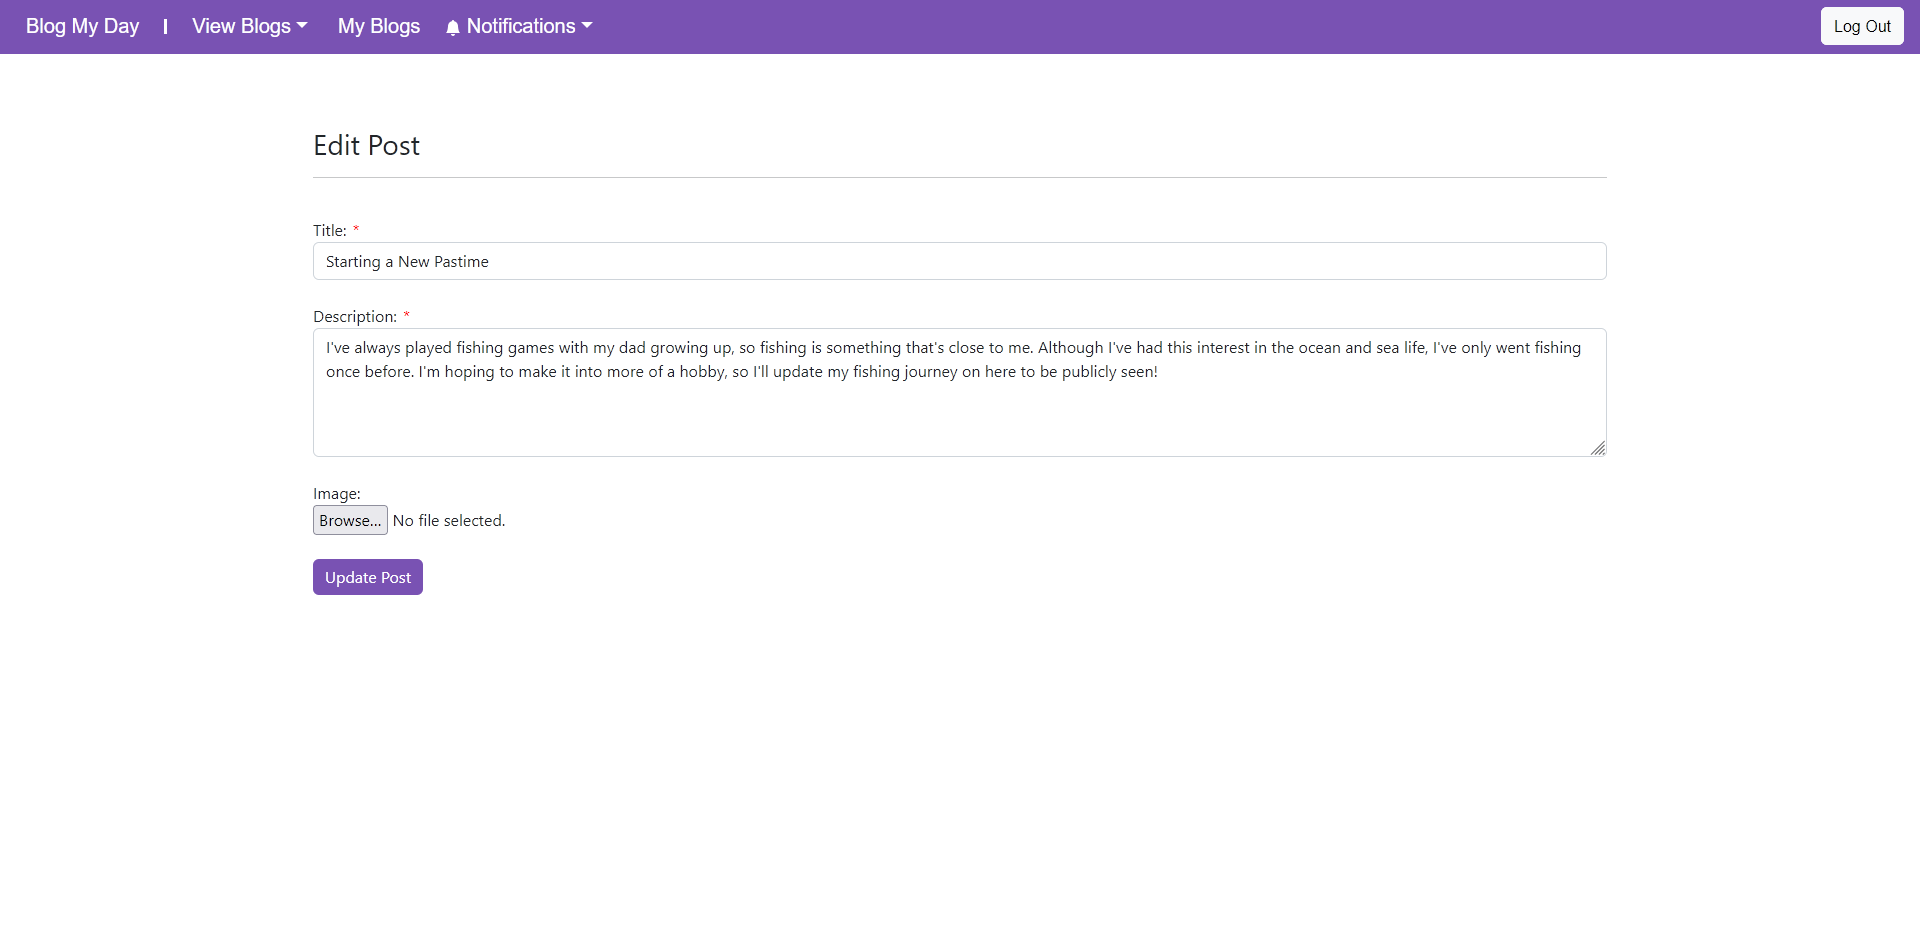 Blog My Day | View Blogs My Blogs Notifications Log Out
Edit Post
Title: *
Starting a New Pastime
Description: *
I've always played fishing games with my dad growing up, so fishing is something that's close to me. Although I've had this interest in the ocean and sea life, I've only went fishing
once before. I'm hoping to make it into more of a hobby, so I'll update my fishing journey on here to be publicly seen!
Image:
Browse... No file selected.
Update Post